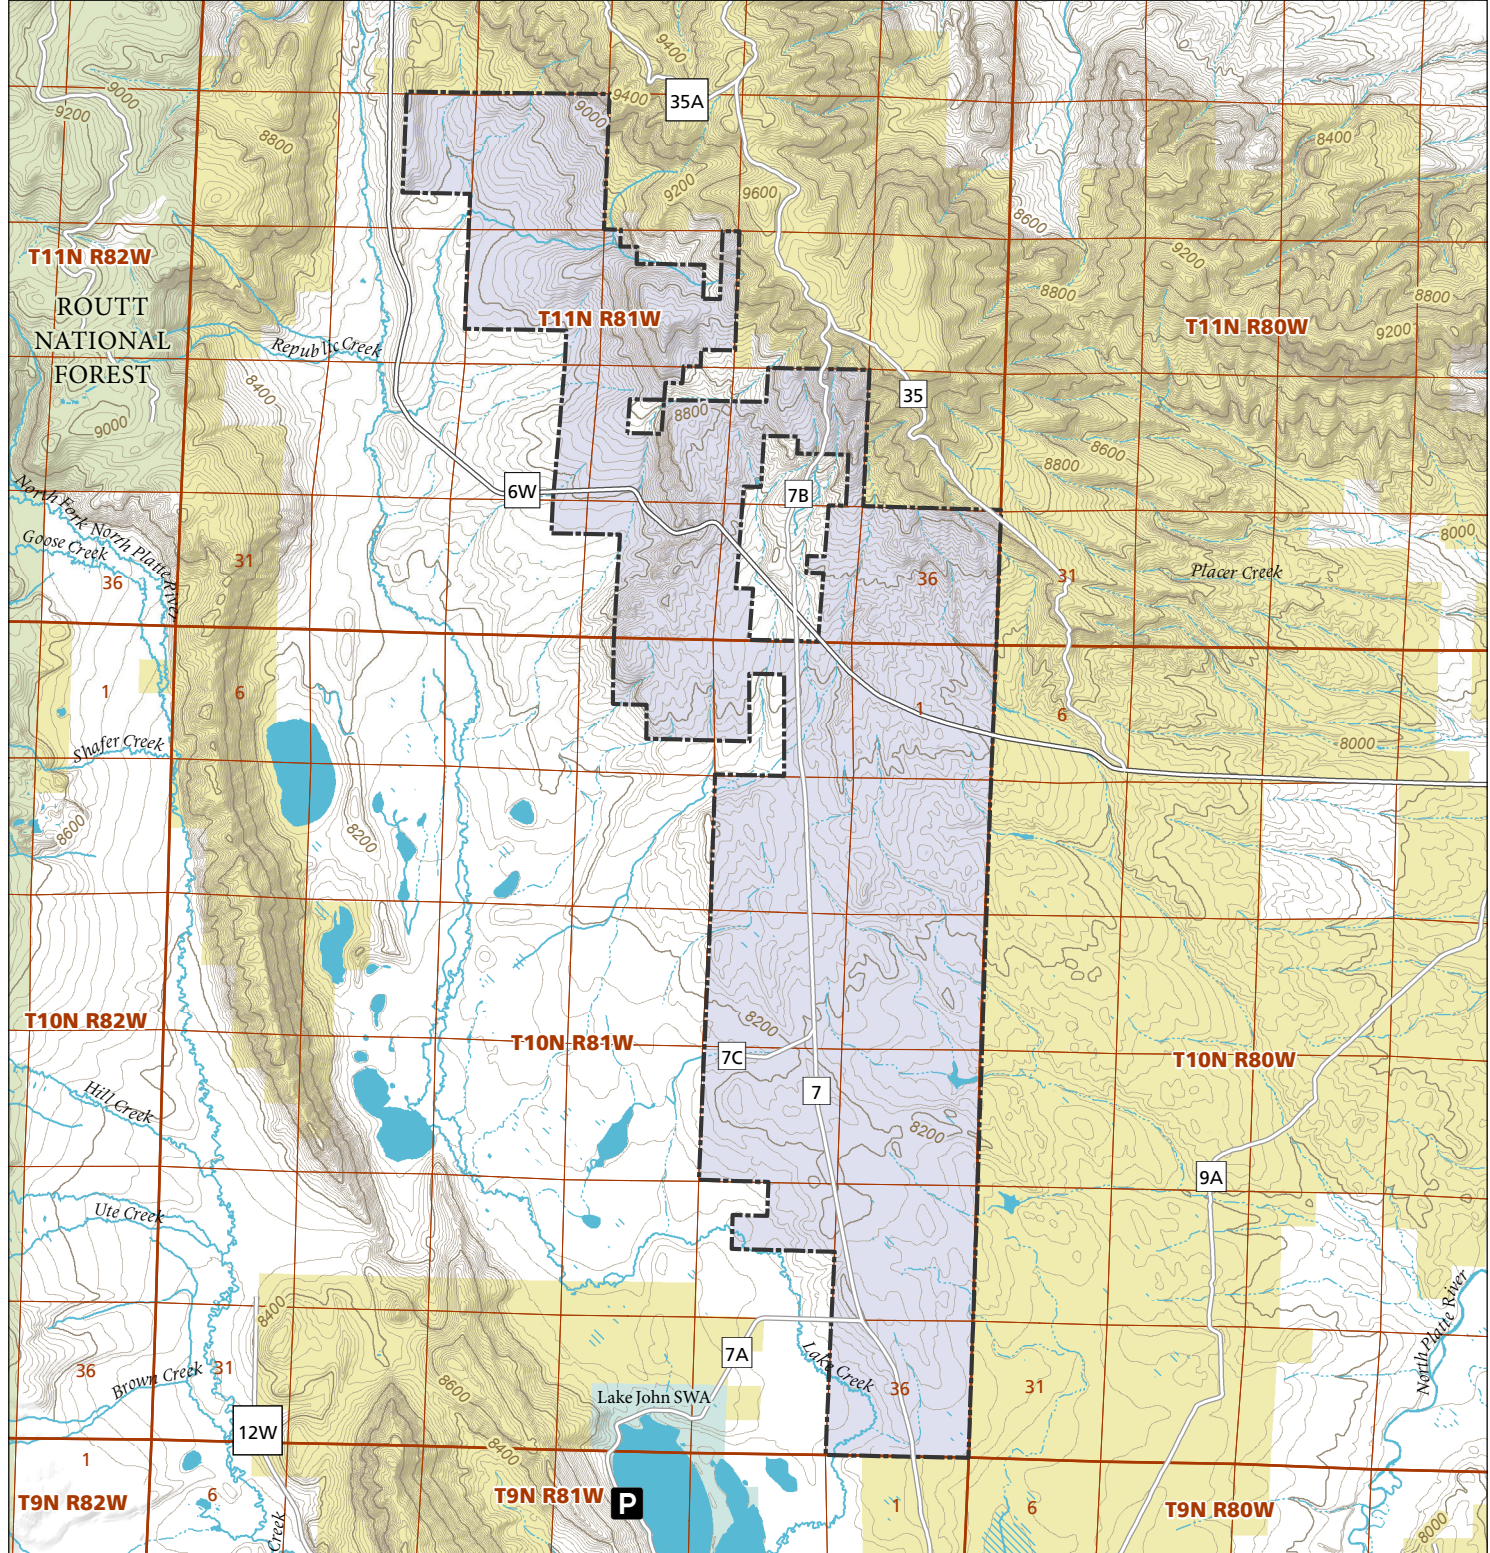 9400
9000
9200
35A
9400
9000
8800
8400
9200
9600
8600
T11N R82W
9200
8800
8800
ROUTT
NATIONAL
FOREST
T11N R81W
T11N R80W
9200
Republic Creek
8400
35
8800
9000
8600
8800
North Fork North Platte River
6W
7B
Goose Creek
8000
31
36
36
31
Placer Creek
1
6
1
6
Shafer Creek
8000
8600
8200
T10N R82W
8200
T10N R81W
7C
T10N R80W
7
Hill Creek
8200
9A
Ute Creek
8400
North Platte River
7A
Lake Creek
36
31
Brown Creek
8600
Lake John SWA
36
31
12W
8400
1
T9N R82W
6
T9N R81W
P
1
6
T9N R80W
Creek
8000